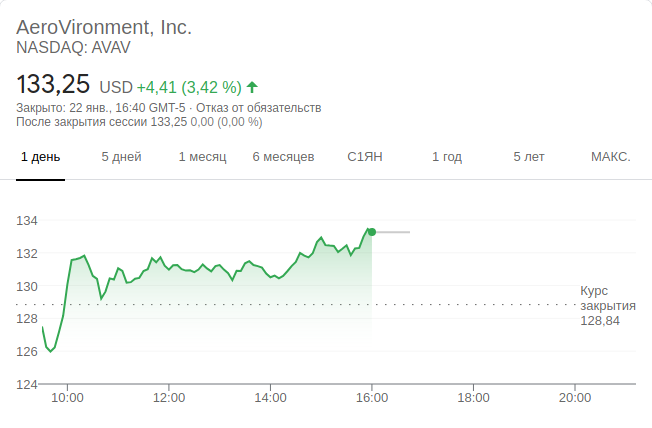 AeroVironment, Inc.
NASDAQ: AVAV
133,25 USD +4,41 (3,42 %)
Закрыто: 22 янв., 16:40 GMT-5 · Отказ от обязательств
После закрытия сессии 133,25 0,00 (0,00 %)
1 день 5 дней 1 месяц 6 месяцев С1ЯН 1 год 5 лет МАКС.
134
132
130
128
126
124
Курс
закрытия
128,84
10:00 12:00 14:00 16:00 18:00 20:00